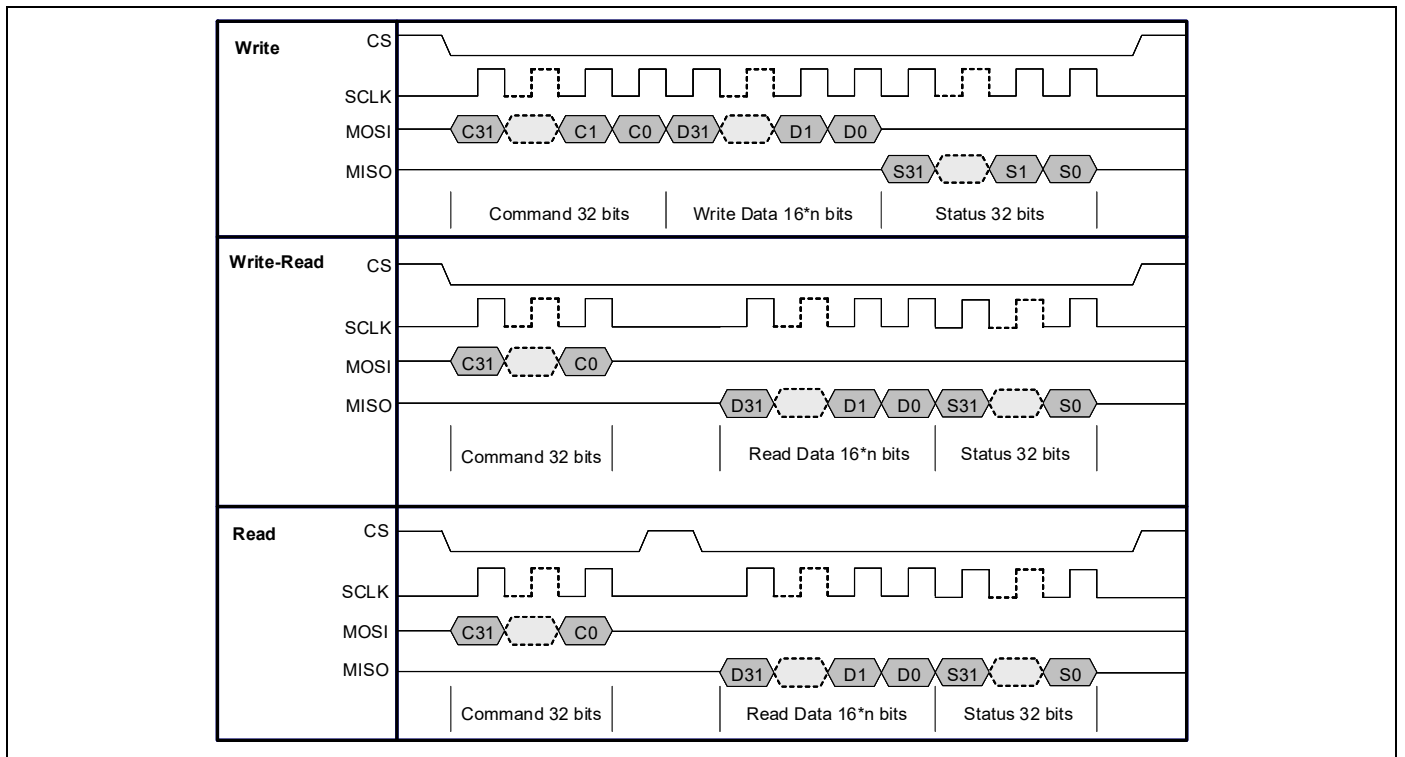 Write
CS
SCLK
MOSI C31 C1 C0 D31 D1 D0
MISO S31 S1 S0
Command 32 bits Write Data 16*n bits Status 32 bits
Write-Read
CS
SCLK
MOSI C31 C0
MISO D31 D1 D0 S31 S0
Command 32 bits Read Data 16*n bits Status 32 bits
Read
CS
SCLK
MOSI C31 C0
MISO D31 D1 D0 S31 S0
Command 32 bits Read Data 16*n bits Status 32 bits